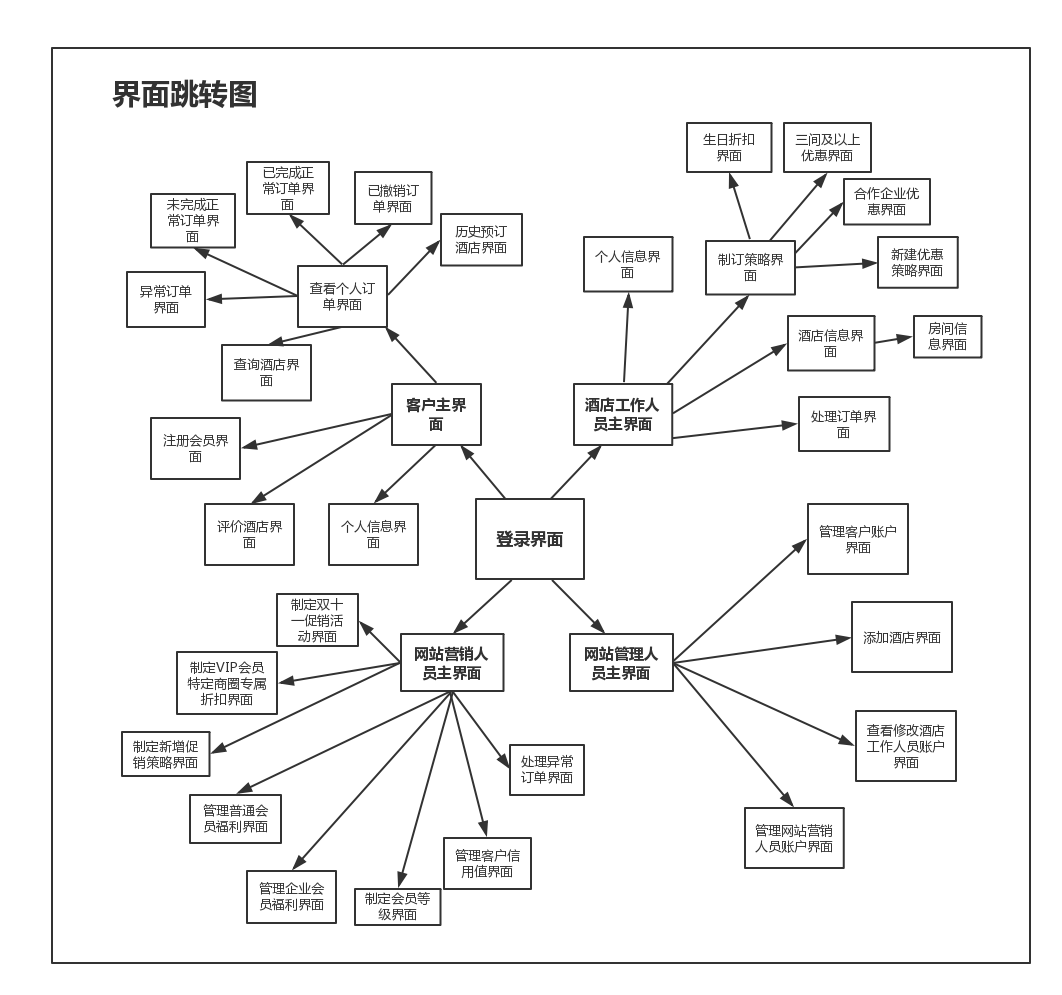 界面跳转图
生日折扣
界面
三间及以上
优惠界面
已完成正
常订单界
面
已撤销订
单界面
合作企业优
惠界面
未完成正
常订单界
面
历史预订
酒店界面
个人信息界
面
制订策略界
面
新建优惠
策略界面
异常订单
界面
查看个人订
单界面
酒店信息界
面
房间信
息界面
查询酒店界
面
客户主界
面
酒店工作人
员主界面
处理订单界
面
注册会员界
面
评价酒店界
面
个人信息界
面
登录界面
管理客户账户
界面
制定双十
一促销活
动界面
添加酒店界面
网站营销人
员主界面
网站管理人
员主界面
制定VIP会员
特定商圈专属
折扣界面
查看修改酒店
工作人员账户
界面
制定新增促
销策略界面
处理异常
订单界面
管理普通会
员福利界面
管理网站营销
人员账户界面
管理客户信
用值界面
管理企业会
员福利界面
制定会员等
级界面